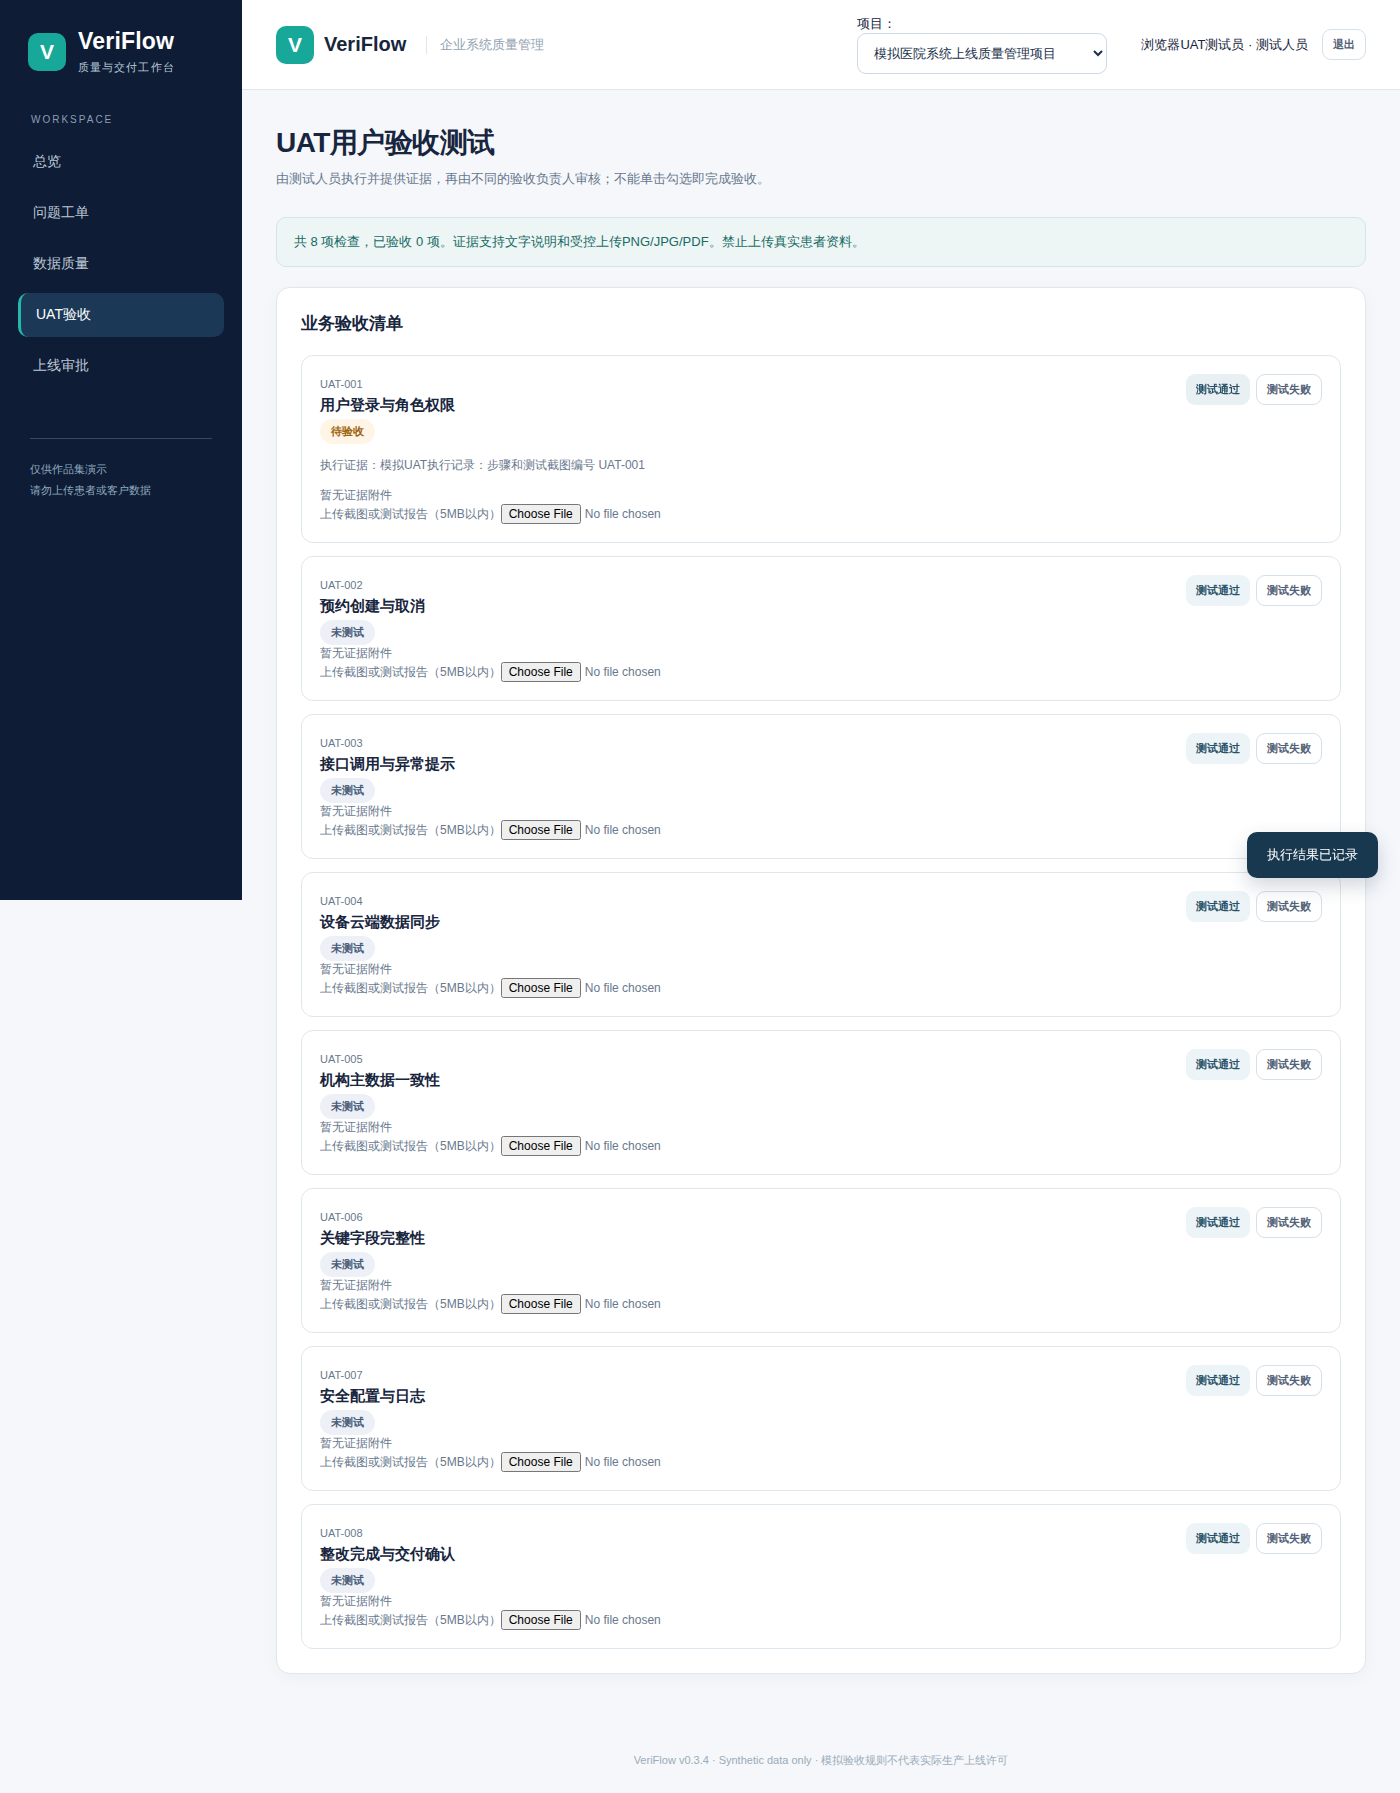 V
VeriFlow
质量与交付工作台
WORKSPACE
总览
问题工单
数据质量
UAT验收
上线审批
仅供作品集演示
请勿上传患者或客户数据
V
VeriFlow
企业系统质量管理
项目：
模拟医院系统上线质量管理项目
浏览器UAT测试员 · 测试人员
退出
UAT用户验收测试
由测试人员执行并提供证据，再由不同的验收负责人审核；不能单击勾选即完成验收。
共 8 项检查，已验收 0 项。证据支持文字说明和受控上传PNG/JPG/PDF。禁止上传真实患者资料。
业务验收清单
UAT-001
用户登录与角色权限
待验收
测试通过
测试失败
执行证据：模拟UAT执行记录：步骤和测试截图编号 UAT-001
暂无证据附件
上传截图或测试报告（5MB以内） Choose File No file chosen
UAT-002
预约创建与取消
未测试
测试通过
测试失败
暂无证据附件
上传截图或测试报告（5MB以内） Choose File No file chosen
UAT-003
接口调用与异常提示
未测试
测试通过
测试失败
暂无证据附件
上传截图或测试报告（5MB以内） Choose File No file chosen
执行结果已记录
UAT-004
设备云端数据同步
未测试
测试通过
测试失败
暂无证据附件
上传截图或测试报告（5MB以内） Choose File No file chosen
UAT-005
机构主数据一致性
未测试
测试通过
测试失败
暂无证据附件
上传截图或测试报告（5MB以内） Choose File No file chosen
UAT-006
关键字段完整性
未测试
测试通过
测试失败
暂无证据附件
上传截图或测试报告（5MB以内） Choose File No file chosen
UAT-007
安全配置与日志
未测试
测试通过
测试失败
暂无证据附件
上传截图或测试报告（5MB以内） Choose File No file chosen
UAT-008
整改完成与交付确认
未测试
测试通过
测试失败
暂无证据附件
上传截图或测试报告（5MB以内） Choose File No file chosen
VeriFlow v0.3.4 · Synthetic data only · 模拟验收规则不代表实际生产上线许可